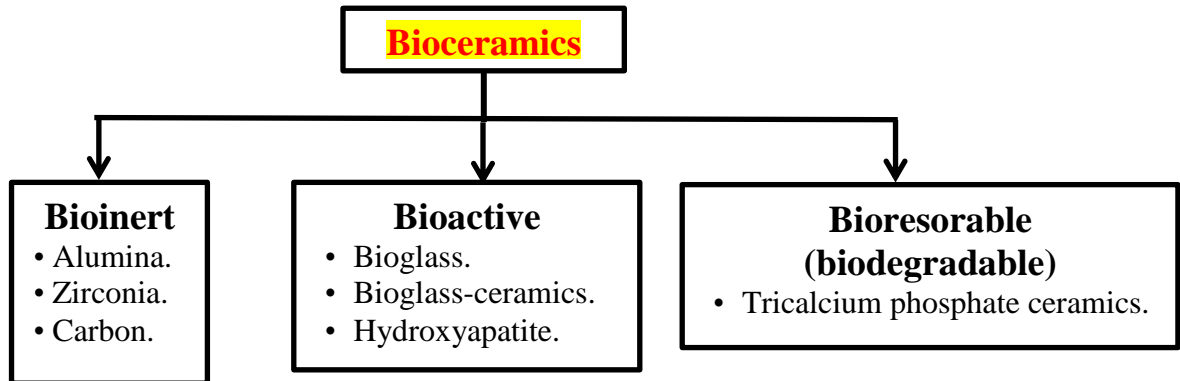 Bioceramics
Bioinert
• Alumina.
• Zirconia.
• Carbon.
Bioactive
• Bioglass.
• Bioglass-ceramics.
• Hydroxyapatite.
Bioresorable
(biodegradable)
• Tricalcium phosphate ceramics.